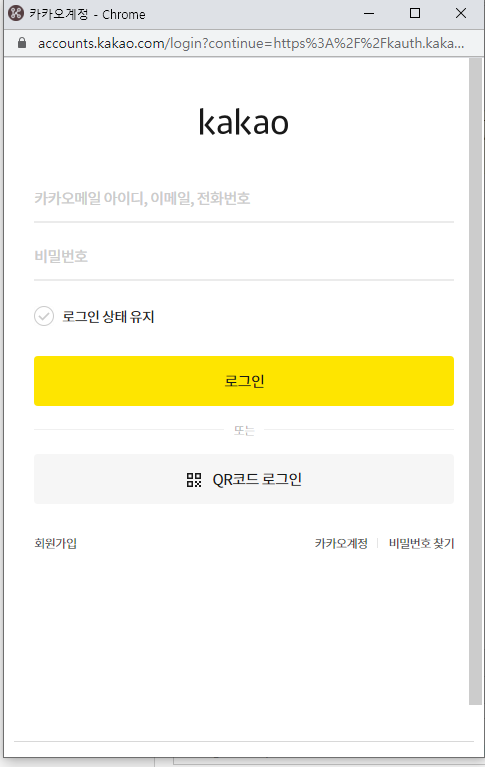 카카오계정 - Chrome
accounts.kakao.com/login?continue=https%3A%2F%2Fkauth.kaka...
kakao
카카오메일 아이디, 이메일, 전화번호
비밀번호
로그인 상태 유지
로그인
또는
QR코드 로그인
회원가입 카카오계정 비밀번호 찾기